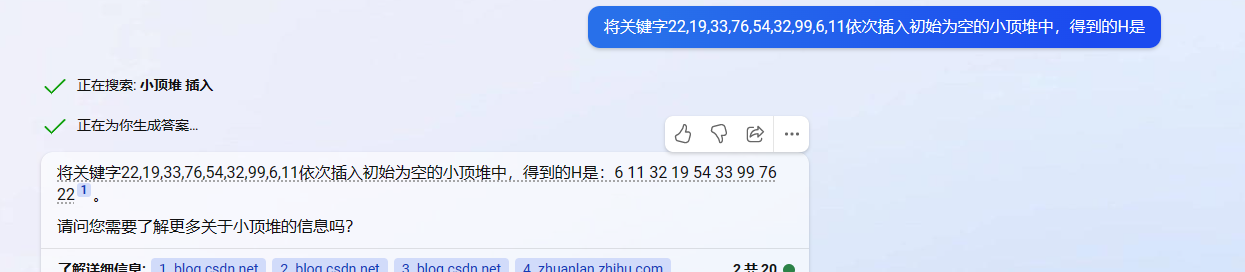 将关键字22,19,33,76,54,32,99,6,11依次插入初始为空的小顶堆中，得到的H是
正在搜索: 小顶堆 插入
正在为你生成答案...
将关键字22,19,33,76,54,32,99,6,11依次插入初始为空的小顶堆中，得到的H是：6 11 32 19 54 33 99 76
22 1 。
请问您需要了解更多关于小顶堆的信息吗？
了解详细信息: 1. blog.csdn.net 2. blog.csdn.net 3. blog.csdn.net 4. zhuanlan.zhihu.com 2 共 20